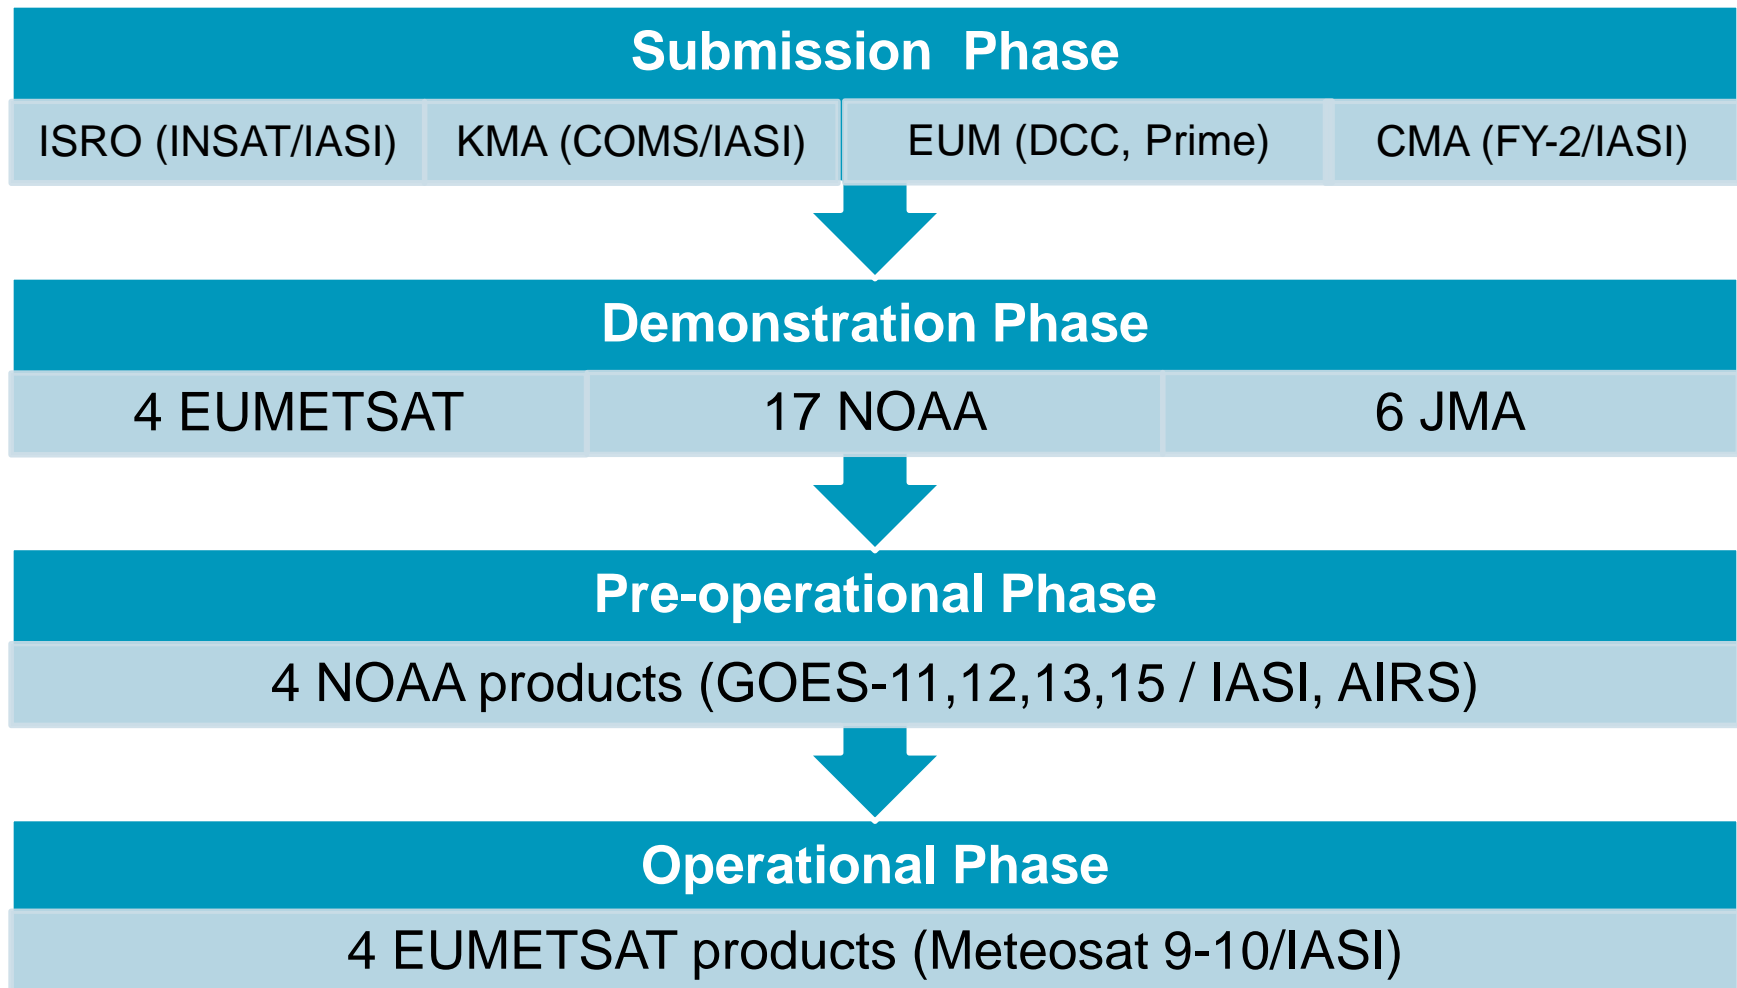 Submission Phase
ISRO (INSAT/IASI) KMA (COMS/IASI) EUM (DCC, Prime) CMA (FY-2/IASI)
Demonstration Phase
4 EUMETSAT 17 NOAA 6 JMA
Pre-operational Phase
4 NOAA products (GOES-11,12,13,15 / IASI, AIRS)
Operational Phase
4 EUMETSAT products (Meteosat 9-10/IASI)